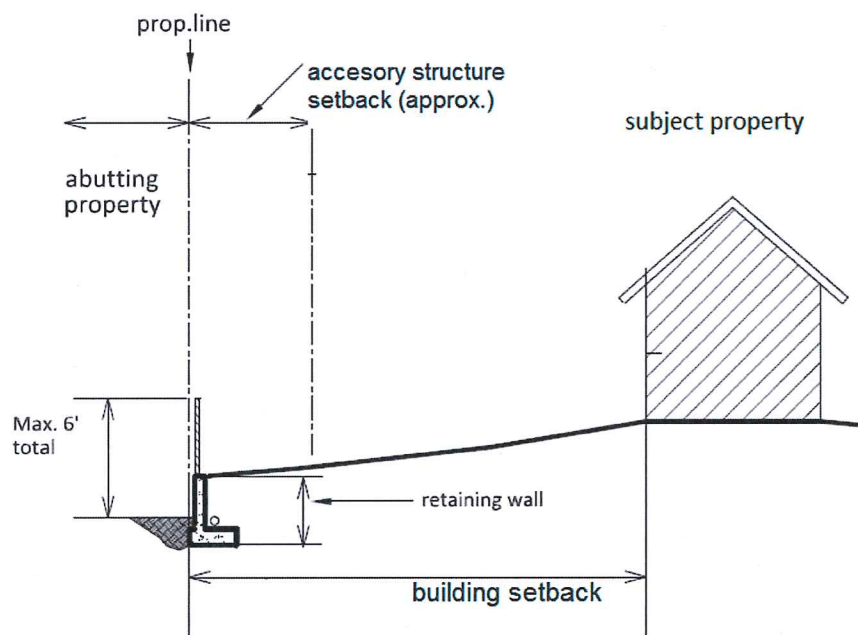 prop.line
accesory structure
setback (approx.)
subject property
abutting
property
Max. 6'
total
retaining wall
building setback